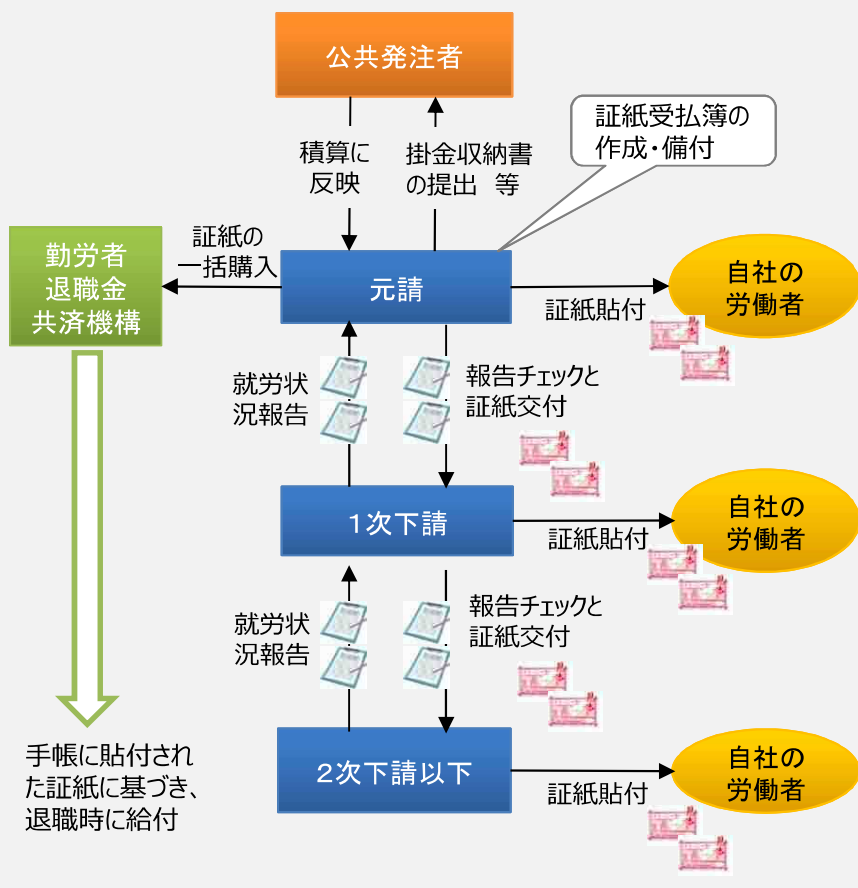 公共発注者
証紙受払簿の
作成・備付
積算に
反映
掛金収納書
の提出　等
勤労者
退職金
共済機構
証紙の
一括購入
元請
証紙貼付
自社の
労働者
就労状
況報告
報告チェックと
証紙交付
1次下請
証紙貼付
自社の
労働者
就労状
況報告
報告チェックと
証紙交付
2次下請以下
証紙貼付
自社の
労働者
手帳に貼付され
た証紙に基づき、
退職時に給付